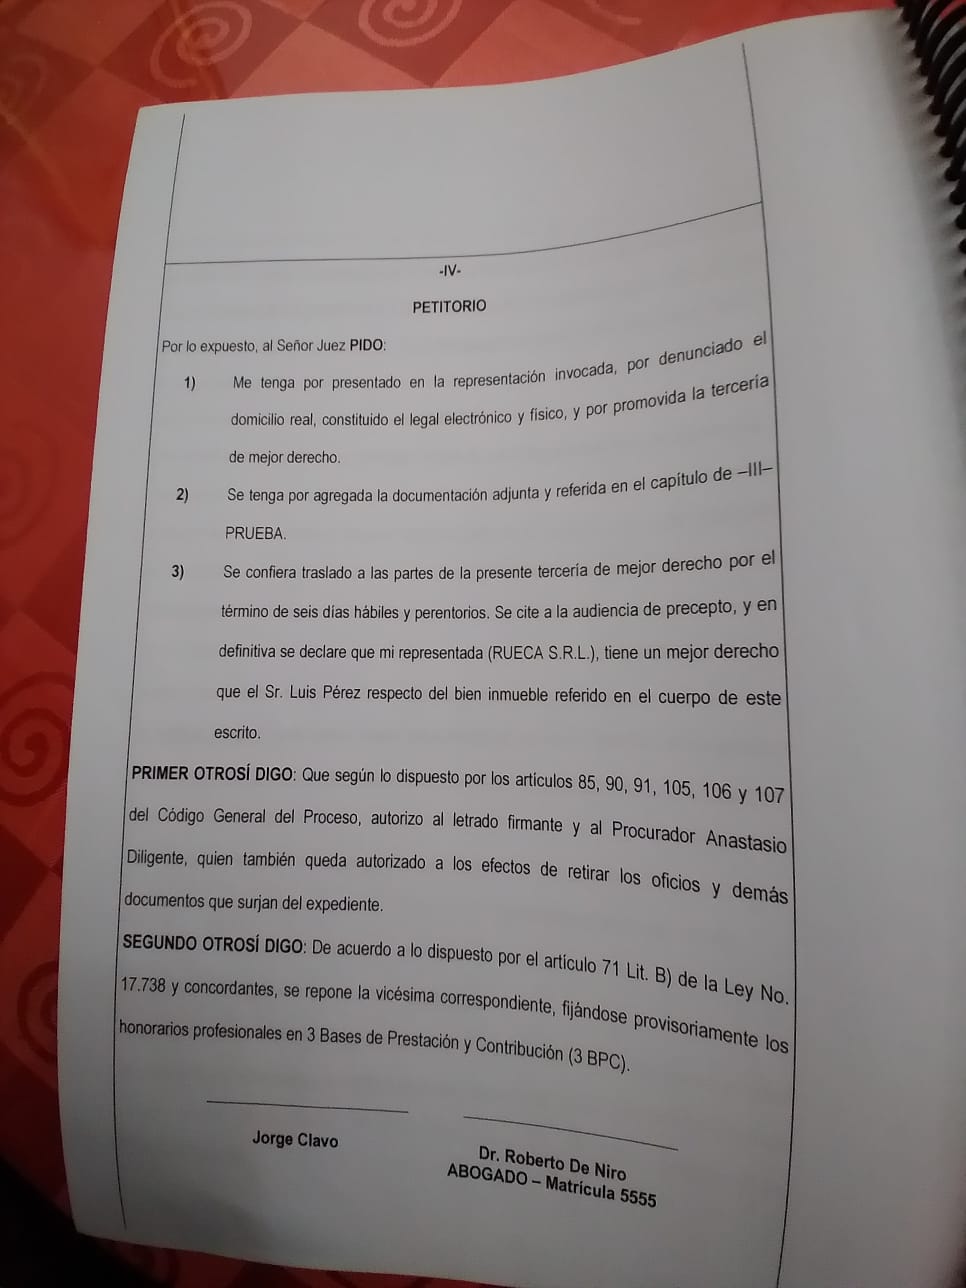 -IV-
PETITORIO
Por lo expuesto, al Señor Juez PIDO:
1) Me tenga por presentado en la representación invocada, por denunciado el
domicilio real, constituido el legal electrónico y físico, y por promovida la tercería
de mejor derecho.
2) Se tenga por agregada la documentación adjunta y referida en el capítulo de –III–
PRUEBA.
3) Se confiera traslado a las partes de la presente tercería de mejor derecho por el
término de seis días hábiles y perentorios. Se cite a la audiencia de precepto, y en
definitiva se declare que mi representada (RUECA S.R.L.), tiene un mejor derecho
que el Sr. Luis Pérez respecto del bien inmueble referido en el cuerpo de este
escrito.
PRIMER OTROSÍ DIGO: Que según lo dispuesto por los artículos 85, 90, 91, 105, 106 y 107
del Código General del Proceso, autorizo al letrado firmante y al Procurador Anastasio
Diligente, quien también queda autorizado a los efectos de retirar los oficios y demás
documentos que surjan del expediente.
SEGUNDO OTROSÍ DIGO: De acuerdo a lo dispuesto por el artículo 71 Lit. B) de la Ley No.
17.738 y concordantes, se repone la vicésima correspondiente, fijándose provisoriamente los
honorarios profesionales en 3 Bases de Prestación y Contribución (3 BPC).
Jorge Clavo
Dr. Roberto De Niro
ABOGADO – Matrícula 5555